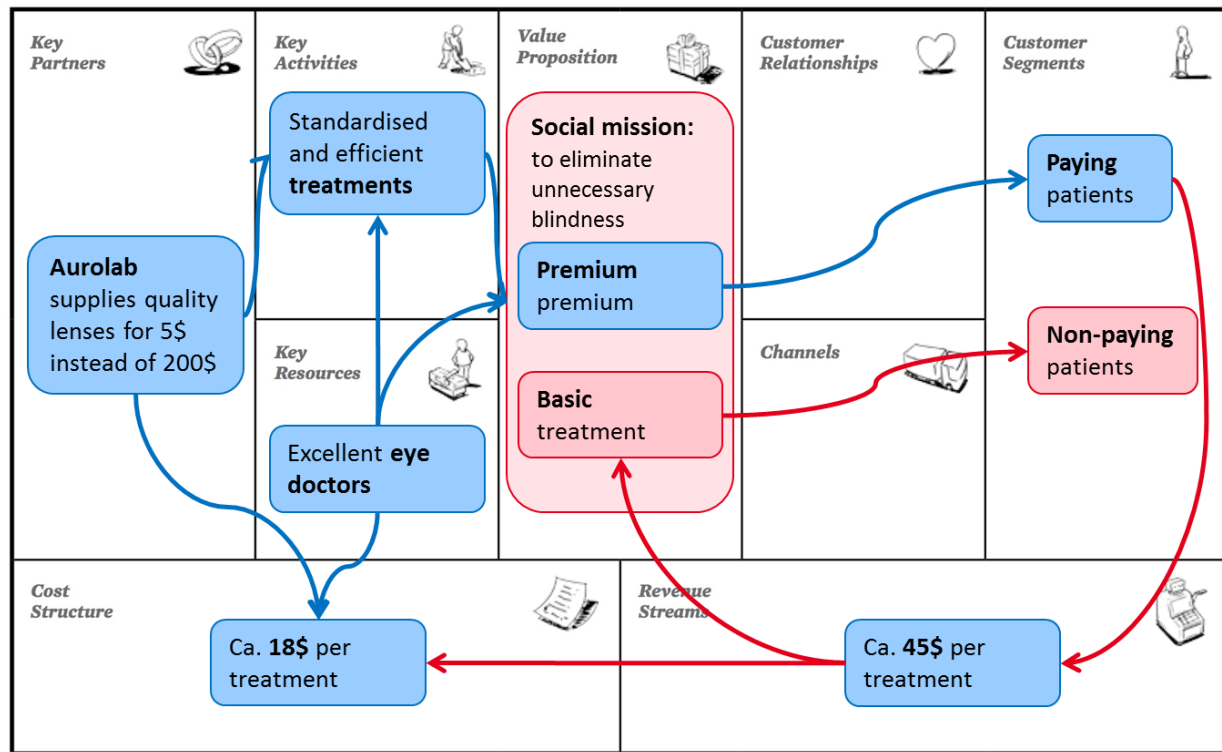 Key
Partners
Aurolab
supplies quality
lenses for 5$
instead of 200$
Key
Activities
Standardised
and efficient
treatments
Key
Resources
Excellent eye
doctors
Value
Proposition
Social mission:
to eliminate
unnecessary
blindness
Premium
premium
Basic
treatment
Customer
Relationships
Channels
Customer
Segments
Paying
patients
Non-paying
patients
Cost
Structure
Ca. 18$ per
treatment
Revenue
Streams
Ca. 45$ per
treatment